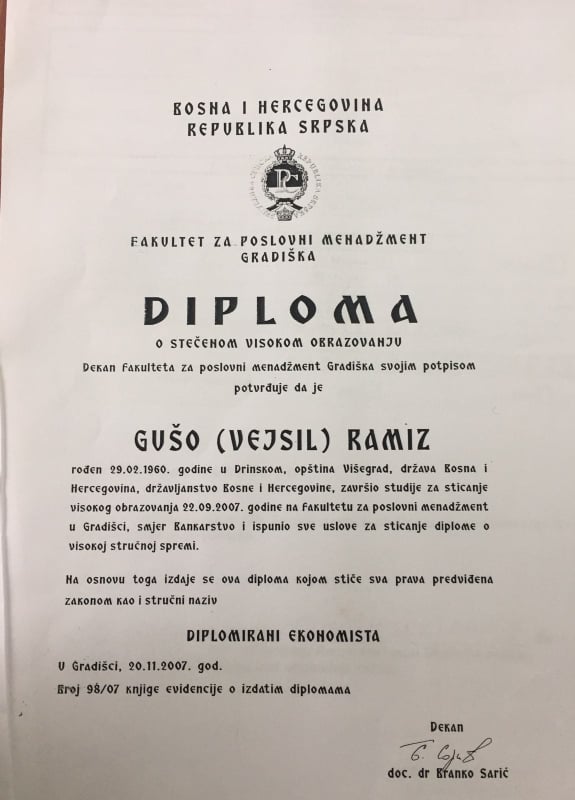 BOSNA I HERCEGOVINA
REPUBLIKA SRPSKA
REPUBLIKA SRPSKA
FAKULTET ZA POSLOVNI MENADŽMENT
GRADIŠKA
DIPLOMA
O STEČENOM VISOKOM OBRAZOVANJU
Dekan Fakulteta za poslovni menadžment Gradiška svojim potpisom
potvrđuje da je
GUŠO (VEJSIL) RAMIZ
rođen 29.02.1960. godine u Drinskom, opština Višegrad, država Bosna i
Hercegovina, državljanstvo Bosne i Hercegovine, završio studije za sticanje
visokog obrazovanja 22.09.2007. godine na Fakultetu za poslovni menadžment
u Gradišci, smjer Bankarstvo i ispunio sve uslove za sticanje diplome o
visokoj stručnoj spremi.
Na osnovu toga izdaje se ova diploma kojom stiče sva prava predviđena
zakonom kao i stručni naziv
DIPLOMIRANI EKONOMISTA
U Gradišci, 20.11.2007. god.
Broj 98/07 knjige evidencije o izdatim diplomama
Dekan
doc. dr Branko Sarić